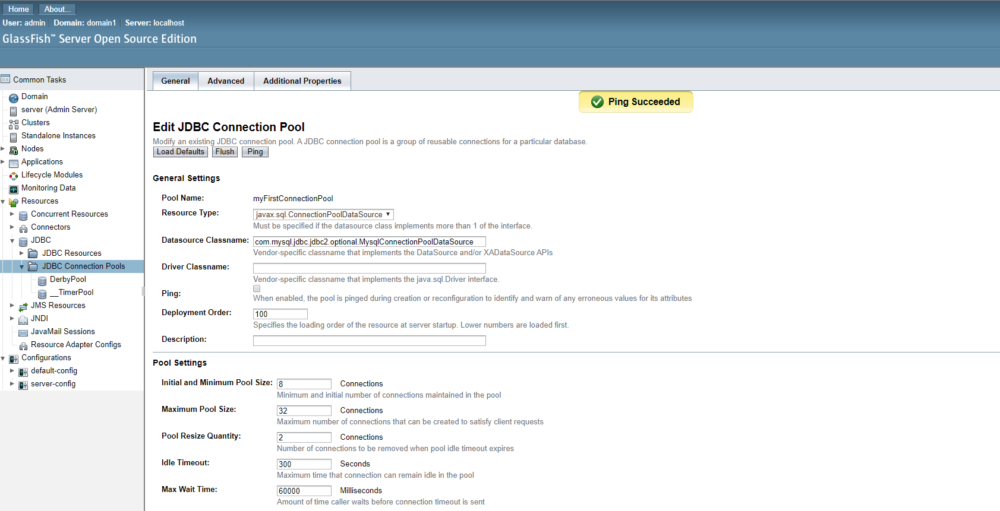 Home About...
User: admin Domain: domain1 Server: localhost
GlassFish™ Server Open Source Edition
Common Tasks
Domain
server (Admin Server)
Clusters
Standalone Instances
Nodes
Applications
Lifecycle Modules
Monitoring Data
Resources
Concurrent Resources
Connectors
JDBC
JDBC Resources
JDBC Connection Pools
DerbyPool
__TimerPool
JMS Resources
JNDI
JavaMail Sessions
Resource Adapter Configs
Configurations
default-config
server-config
General Advanced Additional Properties
Ping Succeeded
Edit JDBC Connection Pool
Modify an existing JDBC connection pool. A JDBC connection pool is a group of reusable connections for a particular database.
Load Defaults Flush Ping
General Settings
Pool Name: myFirstConnectionPool
Resource Type: javax.sql.ConnectionPoolDataSource
Must be specified if the datasource class implements more than 1 of the interface.
Datasource Classname: com.mysql.jdbc.jdbc2.optional.MysqlConnectionPoolDataSource
Vendor-specific classname that implements the DataSource and/or XADataSource APIs
Driver Classname:
Vendor-specific classname that implements the java.sql.Driver interface.
Ping:
When enabled, the pool is pinged during creation or reconfiguration to identify and warn of any erroneous values for its attributes
Deployment Order: 100
Specifies the loading order of the resource at server startup. Lower numbers are loaded first.
Description:
Pool Settings
Initial and Minimum Pool Size: 8 Connections
Minimum and initial number of connections maintained in the pool
Maximum Pool Size: 32 Connections
Maximum number of connections that can be created to satisfy client requests
Pool Resize Quantity: 2 Connections
Number of connections to be removed when pool idle timeout expires
Idle Timeout: 300 Seconds
Maximum time that connection can remain idle in the pool
Max Wait Time: 60000 Milliseconds
Amount of time caller waits before connection timeout is sent